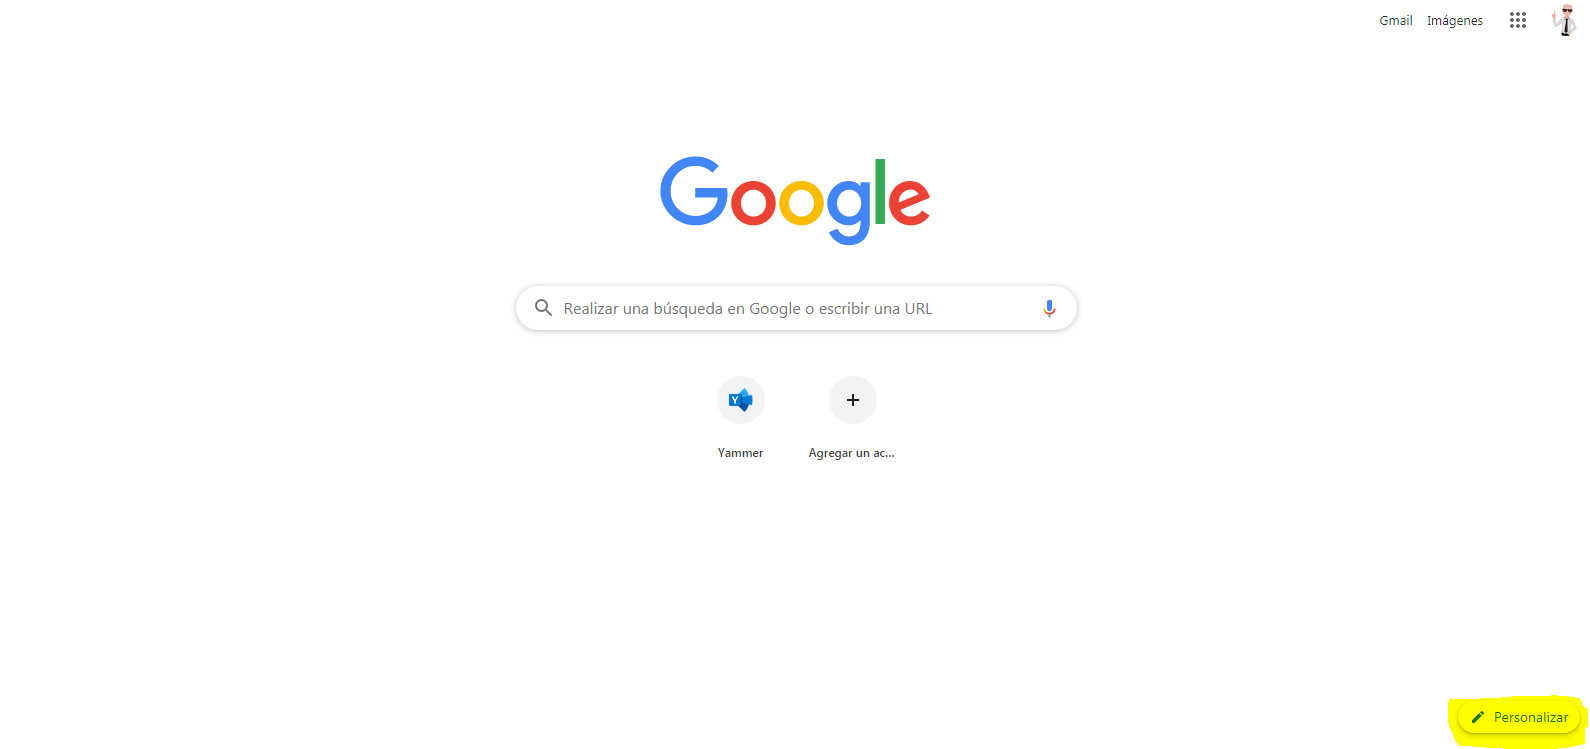 Gmail Imágenes
Google
Realizar una búsqueda en Google o escribir una URL
Y
Yammer Agregar un ac...
Personalizar